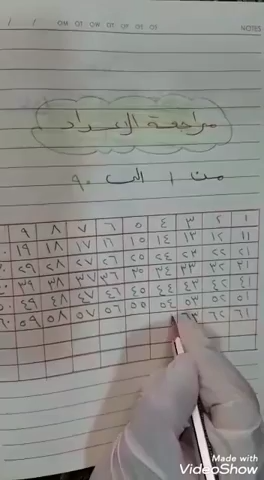 NOTES
مراجعة الاعداد
من ١ الى ٩٠
١ ٢ ٣ ٤ ٥ ٦ ٧ ٨ ٩
١١ ١٢ ١٣ ١٤ ١٥ ١٦ ١٧ ١٨ ١٩
٢١ ٢٢ ٢٣ ٢٤ ٢٥ ٢٦ ٢٧ ٢٨ ٢٩
٣١ ٣٢ ٣٣ ٣٤ ٣٥ ٣٦ ٣٧ ٣٨ ٣٩
٤١ ٤٢ ٤٣ ٤٤ ٤٥ ٤٦ ٤٧ ٤٨ ٤٩
٥١ ٥٢ ٥٣ ٥٤ ٥٥ ٥٦ ٥٧ ٥٨ ٥٩ ٦٠
٦١ ٦٢ ٦٣
Made with
VideoShow